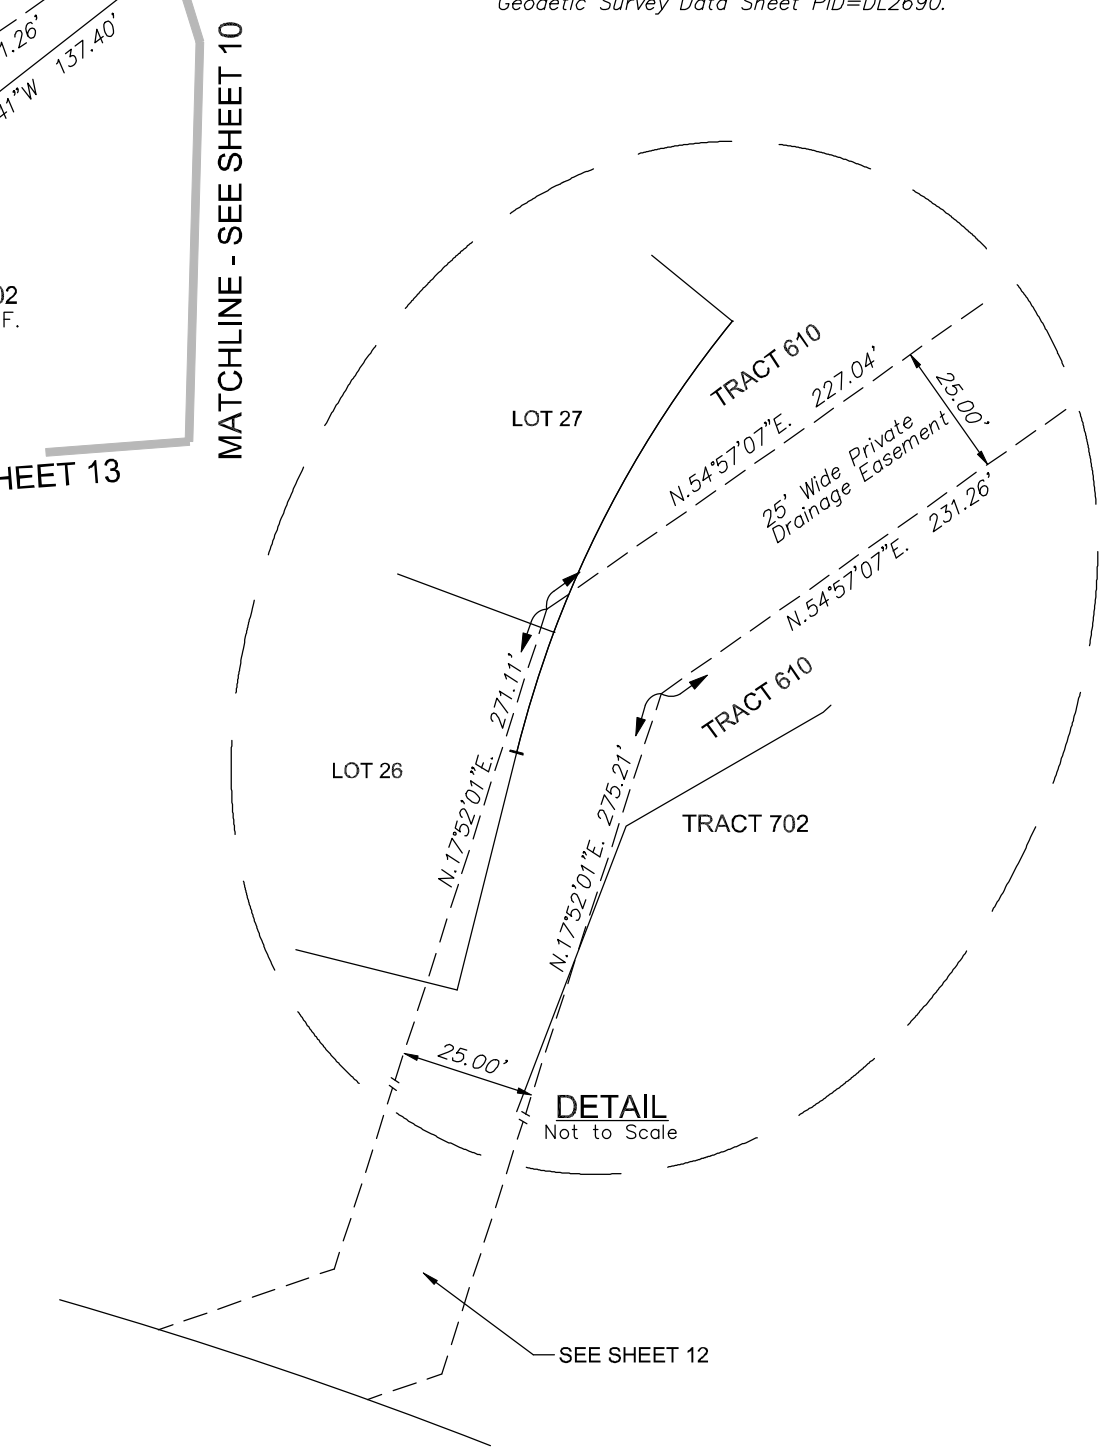 Geodetic Survey Data Sheet PID=DL2690.
1.26'
41"W 137.40'
MATCHLINE - SEE SHEET 10
02
F.
HEET 13
TRACT 610
LOT 27
N.54°57'07"E. 227.04'
25.00'
25' Wide Private
Drainage Easement
N.54°57'07"E. 231.26'
N.17°52'01"E. 271.11'
TRACT 610
LOT 26
N.17°52'01"E. 275.21'
TRACT 702
25.00'
DETAIL
Not to Scale
SEE SHEET 12